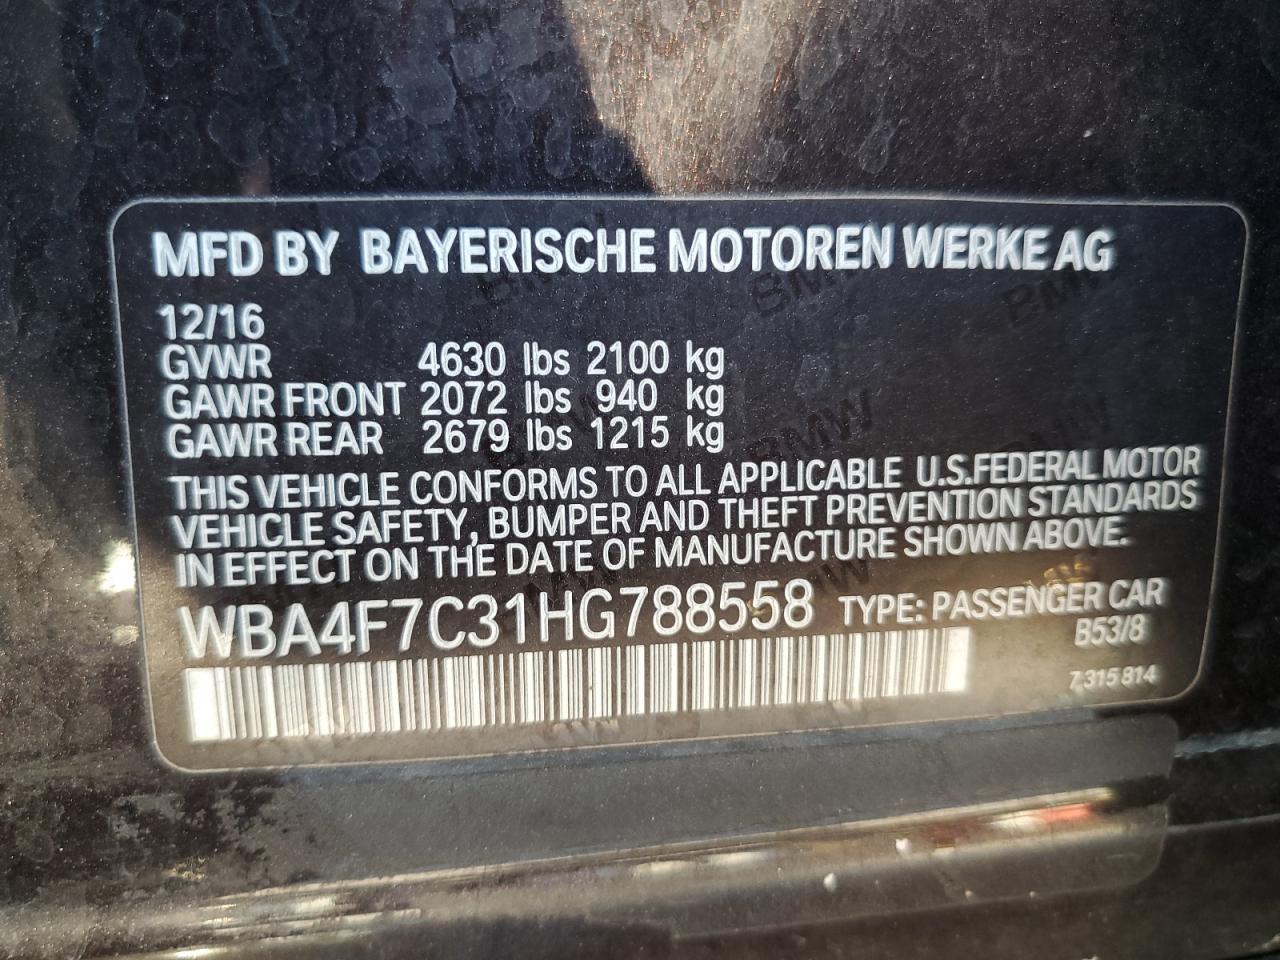 MFD BY BAYERISCHE MOTOREN WERKE AG
12/16
GVWR 4630 lbs 2100 kg
GAWR FRONT 2072 lbs 940 kg
GAWR REAR 2679 lbs 1215 kg
THIS VEHICLE CONFORMS TO ALL APPLICABLE U.S.FEDERAL MOTOR
VEHICLE SAFETY, BUMPER AND THEFT PREVENTION STANDARDS
IN EFFECT ON THE DATE OF MANUFACTURE SHOWN ABOVE.
WBA4F7C31HG788558 TYPE: PASSENGER CAR
B53/8
7 315 814